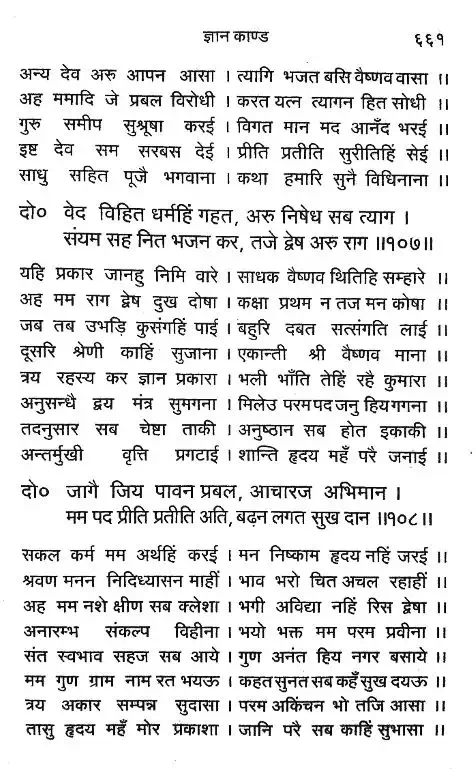 ज्ञान काण्ड ६६१
अन्य देव अरु आपन आसा । त्यागि भजत बसि वैष्णव वासा ।।
अह ममादि जे प्रबल विरोधी । करत यत्न त्यागन हित सोधी ।
गुरु समीप सुश्रूषा करई । विगत मान मद आनँद भरई ।।
इष्ट देव सम सरबस देई । प्रीति प्रतीति सुरीतिहिं सेई ।।
साधु सहित पूजै भगवाना । कथा हमारि सुनै विधिनाना ।।
दो० वेद विहित धर्महिं गहत, अरु निषेध सब त्याग ।
संयम सह नित भजन कर, तजे द्वेष अरु राग ।।१०७।।
यहि प्रकार जानहु निमि वारे । साधक वैष्णव थितिहि सम्हारे ।।
अह मम राग द्वेष दुख दोषा । कक्षा प्रथम न तज मन कोषा ।।
जब तब उभड़ि कुसंगहिं पाई । बहुरि दबत सत्संगति लाई ।।
दूसरि श्रेणी काहिं सुजाना । एकान्ती श्री वैष्णव माना ।।
त्रय रहस्य कर ज्ञान प्रकारा । भली भाँति तेहिं रहै कुमारा ।।
अनुसन्धै द्वय मंत्र सुमगना । मिलेउ परम पद जनु हिय गगना ।।
तदनुसार सब चेष्टा ताकी । अनुष्ठान सब होत इकाकी ।।
अन्तर्मुखी वृत्ति प्रगटाई । शान्ति हृदय महँ परै जनाई ।।
दो० जागै जिय पावन प्रबल, आचारज अभिमान ।
मम पद प्रीति प्रतीति अति, बढ़न लगत सुख दान ।।१०८।।
सकल कर्म मम अर्थहिं करई । मन निष्काम हृदय नहिं जरई ।।
श्रवण मनन निदिध्यासन माहीं । भाव भरो चित अचल रहाहीं ।।
अह मम नशे क्षीण सब क्लेशा । भगी अविद्या नहिं रिस द्वेषा ।।
अनारम्भ संकल्प विहीना । भयो भक्त मम परम प्रवीना ।।
संत स्वभाव सहज सब आये । गुण अनंत हिय नगर बसाये ।।
मम गुण ग्राम नाम रत भयऊ । कहत सुनत सब कहँ सुख दयऊ ।।
त्रय अकार सम्पन्न सुदासा । परम अकिंचन भो तजि आसा ।।
तासु हृदय महँ मोर प्रकाशा । जानि परै सब काहिं सुभासा ।।